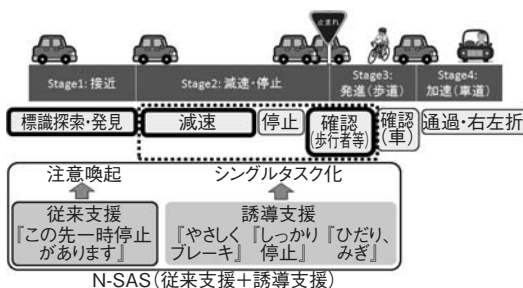 止まれ
Stage1: 接近
Stage2: 減速・停止
Stage3:
発進(歩道)
Stage4:
加速(車道)
標識探索・発見
減速
停止
確認
(歩行者等)
確認
(車)
通過・右左折
注意喚起
シングルタスク化
従来支援
『この先一時停止
があります』
誘導支援
『やさしく
ブレーキ』
『しっかり
停止』
『ひだり、
みぎ』
N-SAS(従来支援+誘導支援)